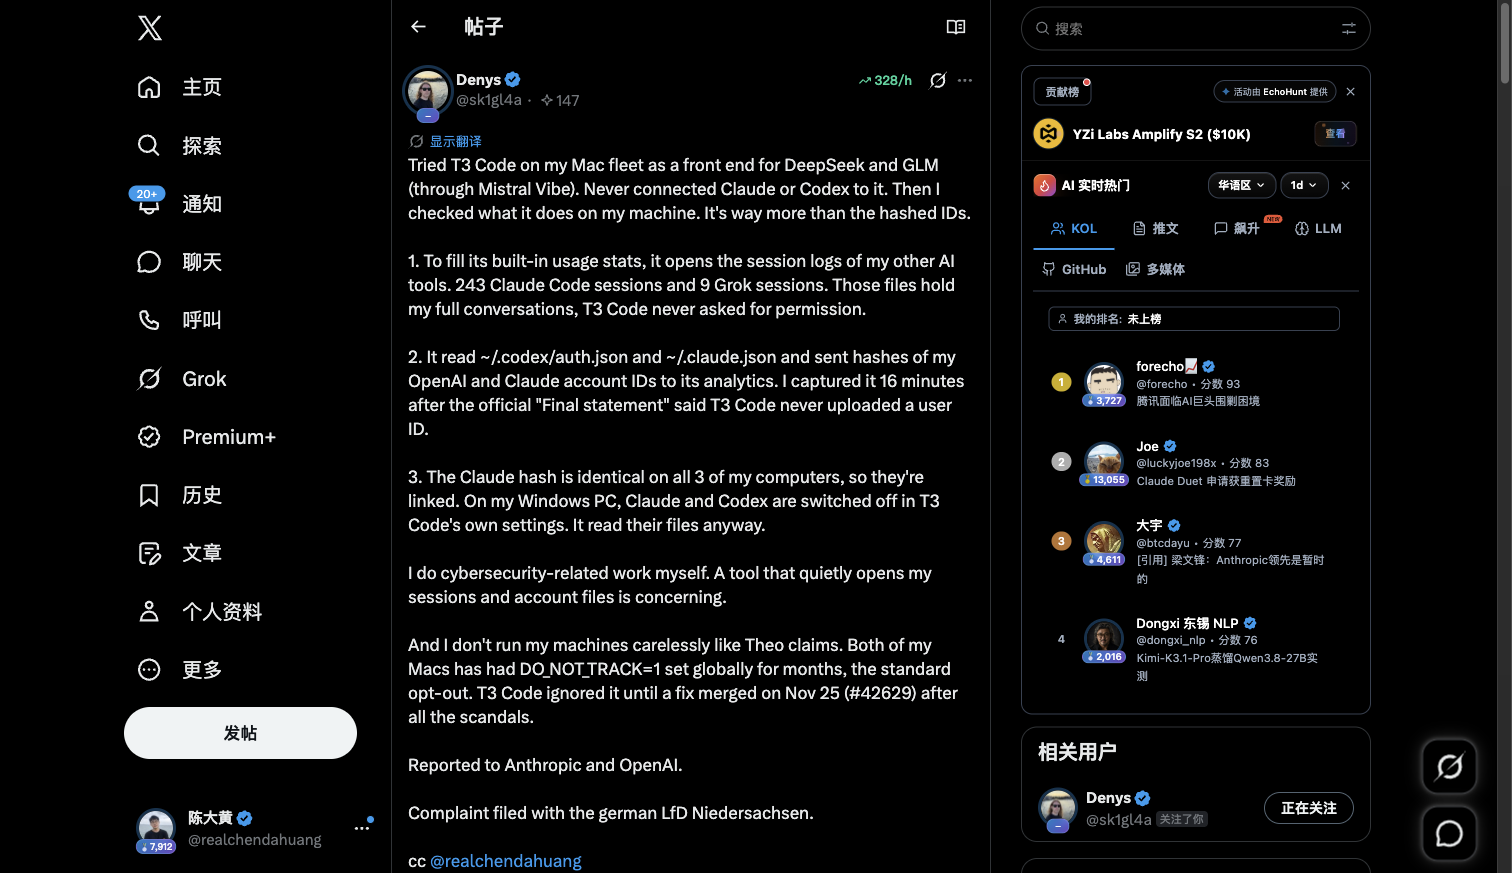 主页
探索
20+
通知
聊天
呼叫
Grok
Premium+
历史
文章
个人资料
更多
发帖
陈大黄
@realchendahuang
7,912
帖子
Denys
@sk1gl4a · 147
328/h
显示翻译
Tried T3 Code on my Mac fleet as a front end for DeepSeek and GLM
(through Mistral Vibe). Never connected Claude or Codex to it. Then I
checked what it does on my machine. It's way more than the hashed IDs.
1. To fill its built-in usage stats, it opens the session logs of my other AI
tools. 243 Claude Code sessions and 9 Grok sessions. Those files hold
my full conversations, T3 Code never asked for permission.
2. It read ~/.codex/auth.json and ~/.claude.json and sent hashes of my
OpenAI and Claude account IDs to its analytics. I captured it 16 minutes
after the official "Final statement" said T3 Code never uploaded a user
ID.
3. The Claude hash is identical on all 3 of my computers, so they're
linked. On my Windows PC, Claude and Codex are switched off in T3
Code's own settings. It read their files anyway.
I do cybersecurity-related work myself. A tool that quietly opens my
sessions and account files is concerning.
And I don't run my machines carelessly like Theo claims. Both of my
Macs has had DO_NOT_TRACK=1 set globally for months, the standard
opt-out. T3 Code ignored it until a fix merged on Nov 25 (#42629) after
all the scandals.
Reported to Anthropic and OpenAI.
Complaint filed with the german LfD Niedersachsen.
cc @realchendahuang
搜索
贡献榜
活动由 EchoHunt 提供
YZi Labs Amplify S2 ($10K)
查看
AI 实时热门
华语区
1d
KOL
推文
飙升
NEW
LLM
GitHub
多媒体
我的排名: 未上榜
1
forecho
@forecho · 分数 93
3,727
腾讯面临AI巨头围剿困境
2
Joe
@luckyjoe198x · 分数 83
13,055
Claude Duet 申请获重置卡奖励
3
大宇
@btcdayu · 分数 77
4,611
[引用] 梁文锋：Anthropic领先是暂时
的
4
Dongxi 东锡 NLP
@dongxi_nlp · 分数 76
2,016
Kimi-K3.1-Pro蒸馏Qwen3.8-27B实
测
相关用户
Denys
@sk1gl4a 关注了你
正在关注